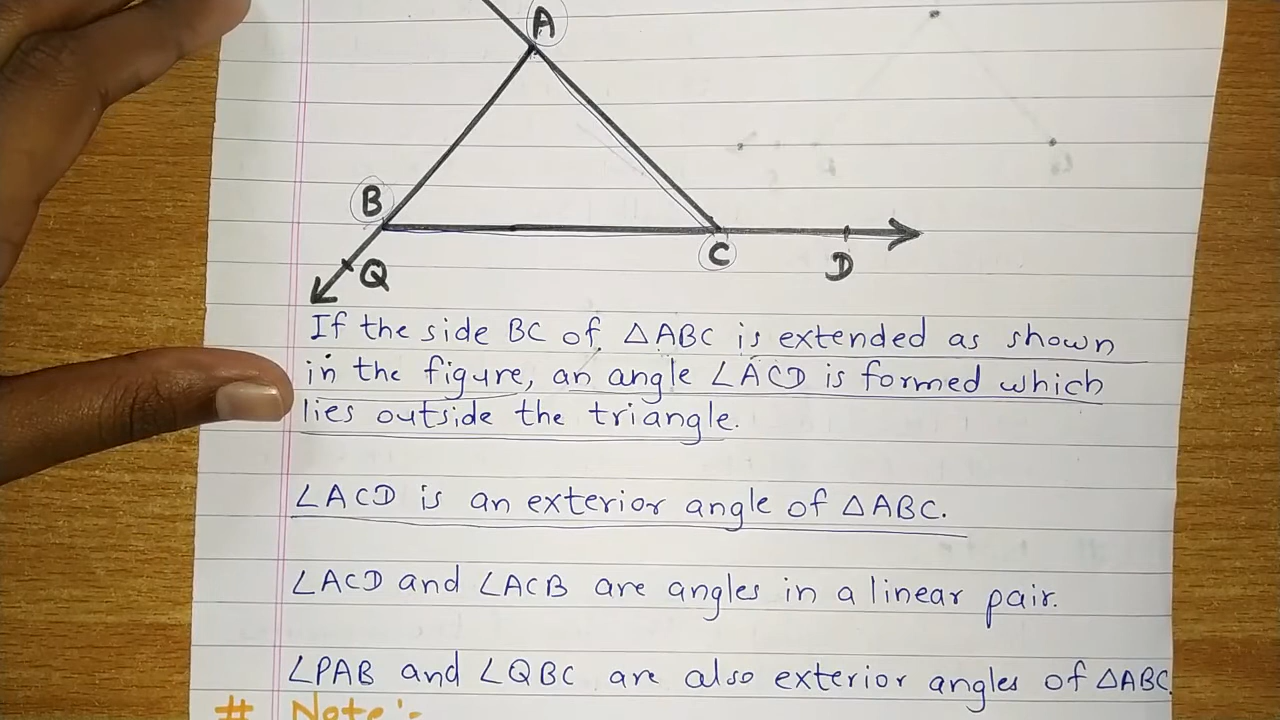 A
B
C
D
Q
If the side BC of △ABC is extended as shown
in the figure, an angle ∠ACD is formed which
lies outside the triangle.
∠ACD is an exterior angle of △ABC.
∠ACD and ∠ACB are angles in a linear pair.
∠PAB and ∠QBC are also exterior angles of △ABC.
# Note:-